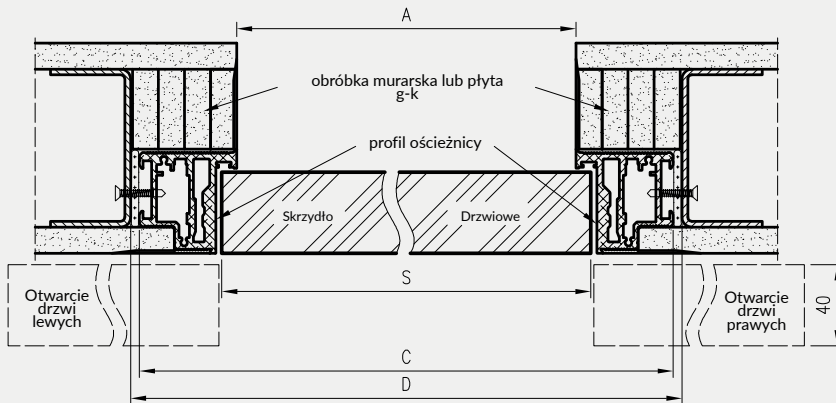 A
obróbka murarska lub płyta
g-k
profil ościeżnicy
Skrzydło
Drzwiowe
S
Otwarcie
drzwi
lewych
Otwarcie
drzwi
prawych
40
C
D